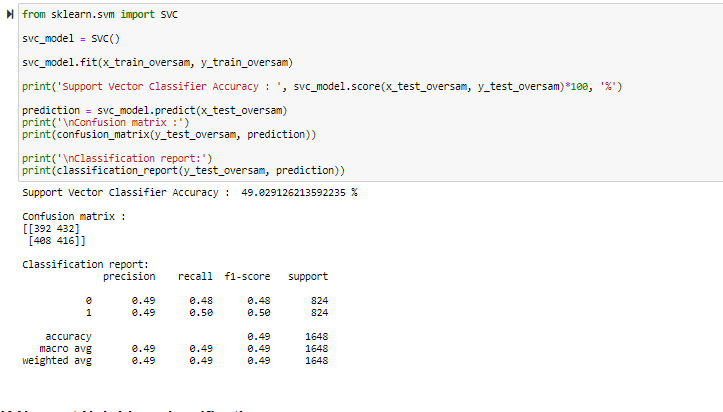 from sklearn.svm import SVC
svc_model = SVC()
svc_model.fit(x_train_oversam, y_train_oversam)
print('Support Vector Classifier Accuracy : ', svc_model.score(x_test_oversam, y_test_oversam)*100, '%')
prediction = svc_model.predict(x_test_oversam)
print('\nConfusion matrix :')
print(confusion_matrix(y_test_oversam, prediction))
print('\nClassification report:')
print(classification_report(y_test_oversam, prediction))
Support Vector Classifier Accuracy :  49.029126213592235 %
Confusion matrix :
[[392 432]
 [408 416]]
Classification report:
precision recall f1-score support
0 0.49 0.48 0.48 824
1 0.49 0.50 0.50 824
accuracy 0.49 1648
macro avg 0.49 0.49 0.49 1648
weighted avg 0.49 0.49 0.49 1648